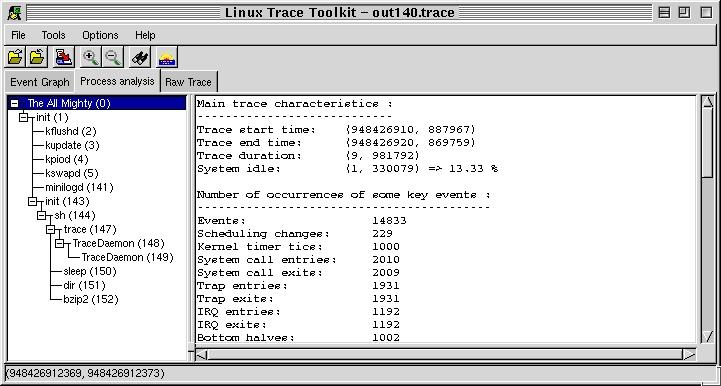 Linux Trace Toolkit – out140.trace
File Tools Options Help
Event Graph Process analysis Raw Trace
The All Mighty (0)
init (1)
kflushd (2)
kupdate (3)
kpiod (4)
kswapd (5)
minilogd (141)
init (143)
sh (144)
trace (147)
TraceDaemon (148)
TraceDaemon (149)
sleep (150)
dir (151)
bzip2 (152)
Main trace characteristics :
----------------------------
Trace start time: (948426910, 887967)
Trace end time: (948426920, 869759)
Trace duration: (9, 981792)
System idle: (1, 330079) => 13.33 %
Number of occurrences of some key events :
------------------------------------------
Events: 14833
Scheduling changes: 229
Kernel timer tics: 1000
System call entries: 2010
System call exits: 2009
Trap entries: 1931
Trap exits: 1931
IRQ entries: 1192
IRQ exits: 1192
Bottom halves: 1002
(948426912369, 948426912373)